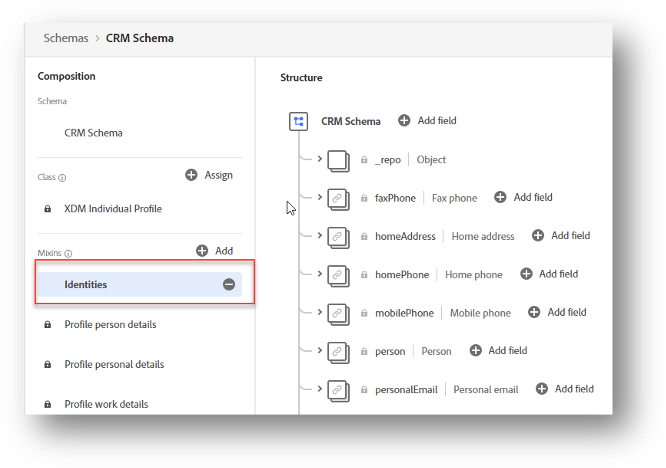 Schemas > CRM Schema
Composition
Schema
CRM Schema
Class
Assign
XDM Individual Profile
Mixins
Add
Identities
Profile person details
Profile personal details
Profile work details
Structure
CRM Schema Add field
_repo Object
faxPhone Fax phone Add field
homeAddress Home address Add field
homePhone Home phone Add field
mobilePhone Mobile phone Add field
person Person Add field
personalEmail Personal email Add field